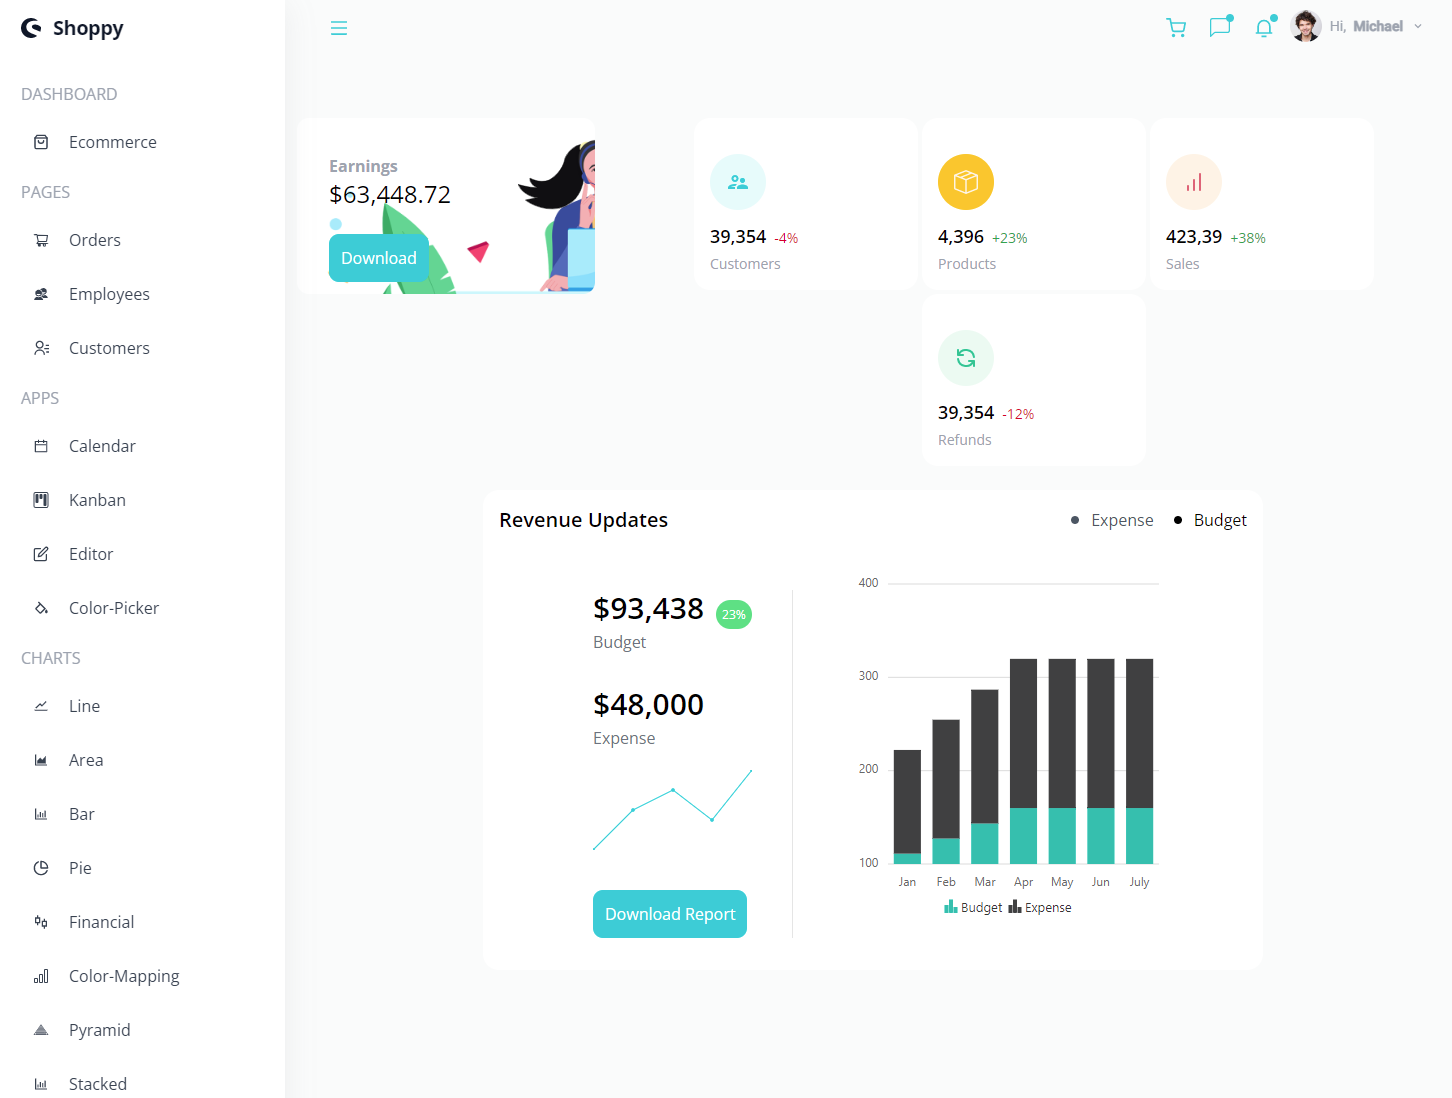 Shoppy
Hi, Michael
DASHBOARD
Ecommerce
PAGES
Orders
Employees
Customers
APPS
Calendar
Kanban
Editor
Color-Picker
CHARTS
Line
Area
Bar
Pie
Financial
Color-Mapping
Pyramid
Stacked
Earnings
$63,448.72
Download
39,354 -4%
Customers
4,396 +23%
Products
423,39 +38%
Sales
39,354 -12%
Refunds
Revenue Updates
Expense
Budget
$93,438 23%
Budget
$48,000
Expense
Download Report
400
300
200
100
Jan Feb Mar Apr May Jun July
Budget Expense